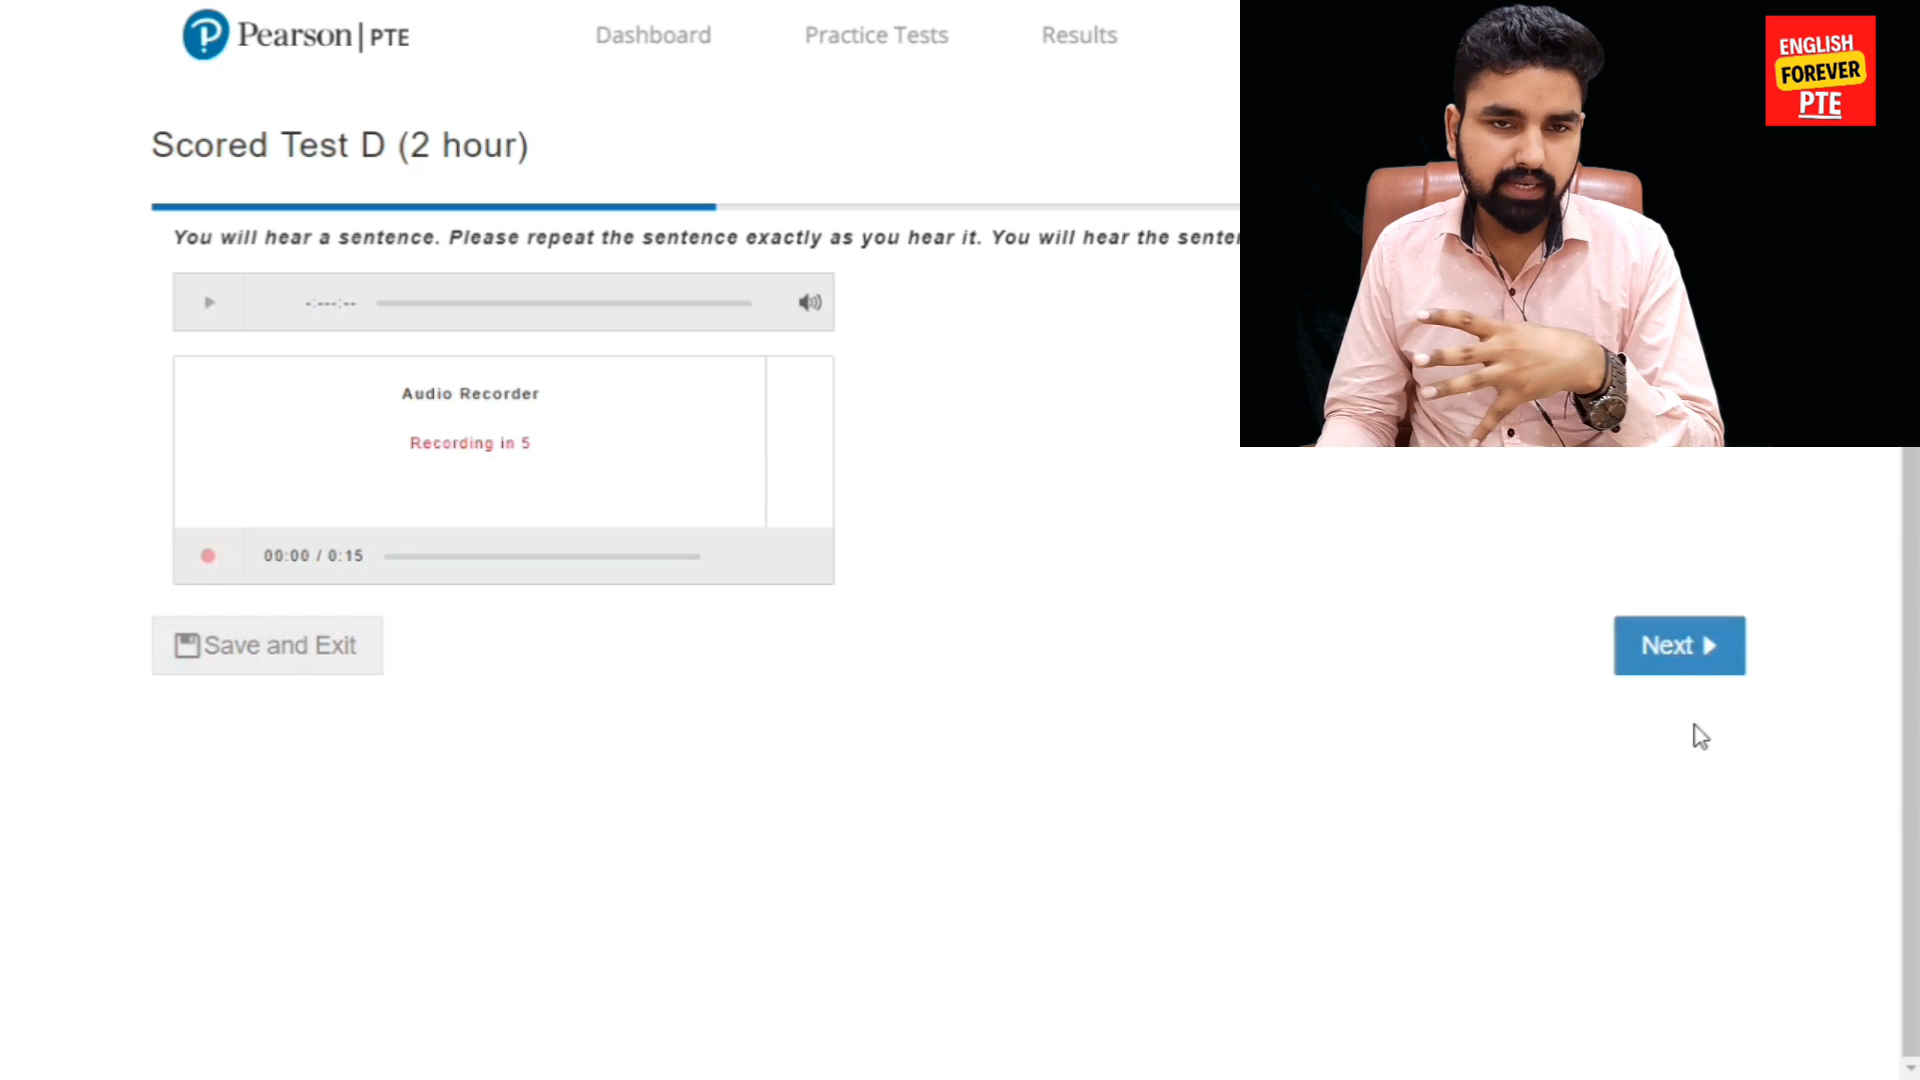 Pearson | PTE
Dashboard
Practice Tests
Results
ENGLISH
FOREVER
PTE
Scored Test D (2 hour)
You will hear a sentence. Please repeat the sentence exactly as you hear it. You will hear the
-:---:--
Audio Recorder
Recording in 5
00:00 / 0:15
Save and Exit
Next